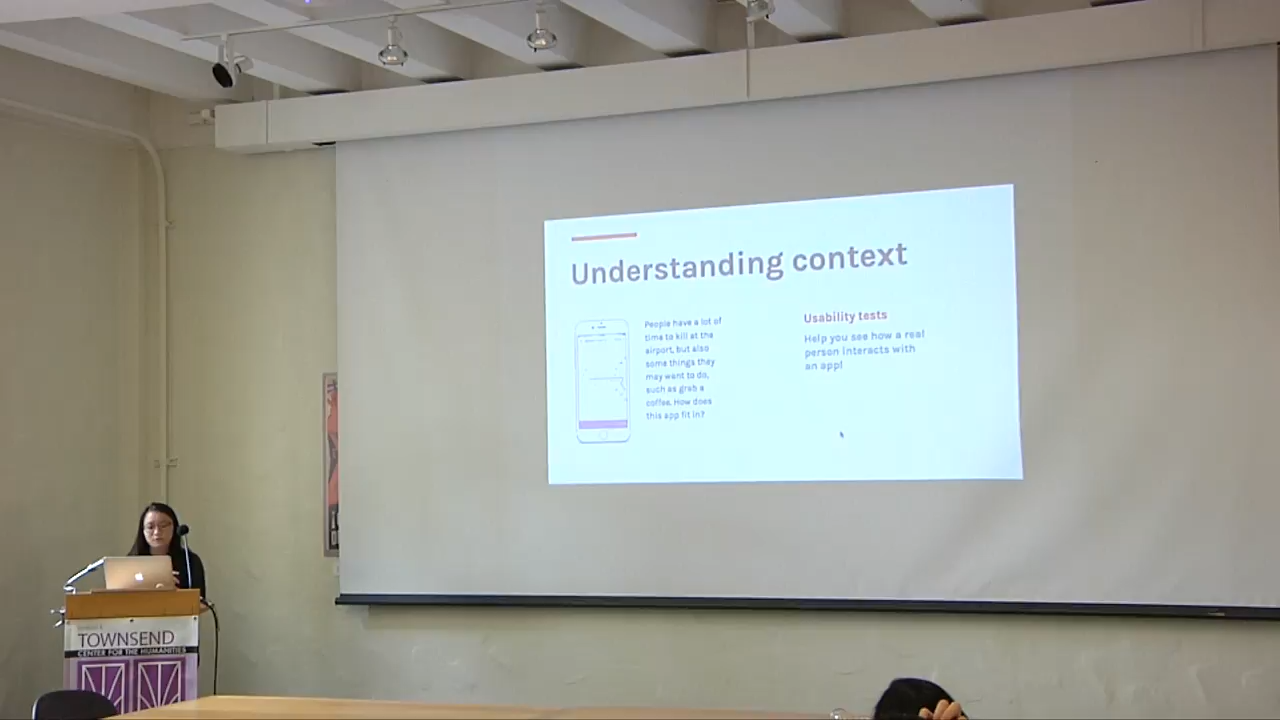 Understanding context
People have a lot of
time to kill at the
airport, but also
some things they
may want to do,
such as grab a
coffee. How does
this app fit in?
Usability tests
Help you see how a real
person interacts with
an app!
TOWNSEND
CENTER FOR THE HUMANITIES